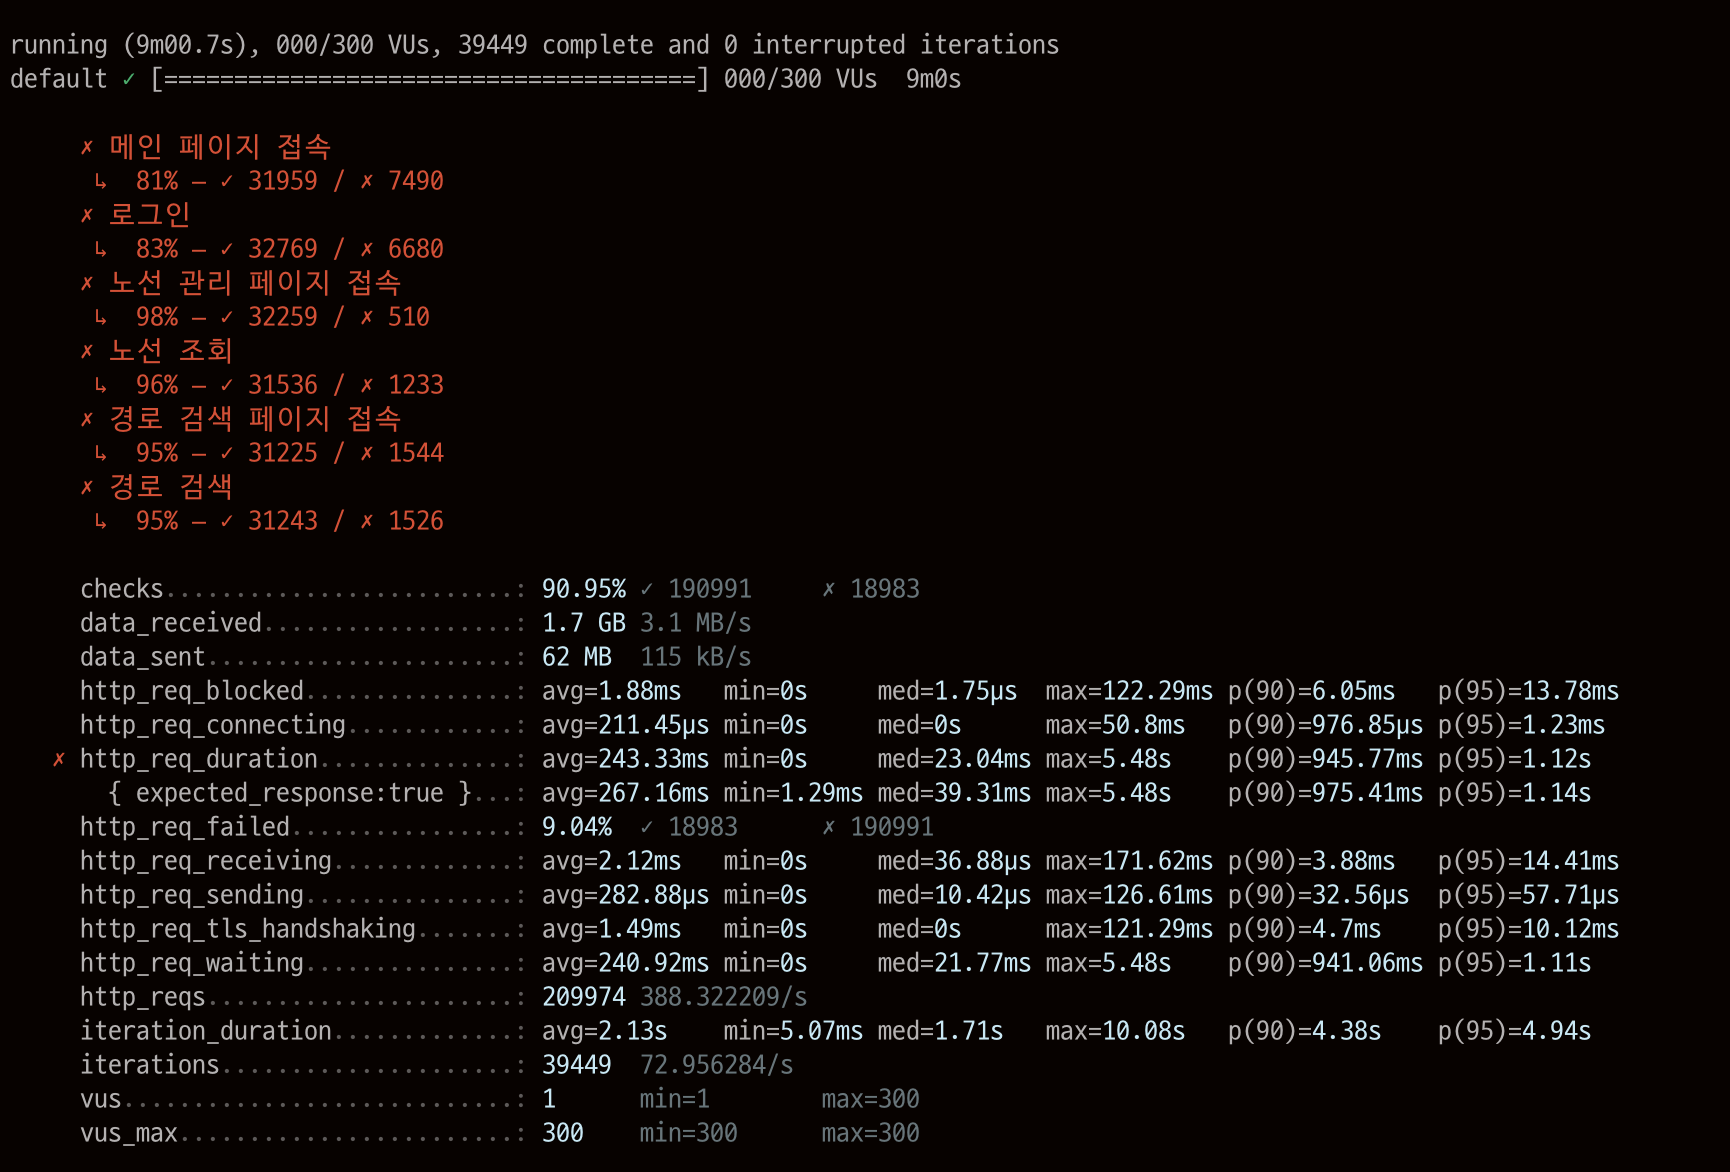 running (9m00.7s), 000/300 VUs, 39449 complete and 0 interrupted iterations
default ✓ [======================================] 000/300 VUs  9m0s
✗ 메인 페이지 접속
↳  81% — ✓ 31959 / ✗ 7490
✗ 로그인
↳  83% — ✓ 32769 / ✗ 6680
✗ 노선 관리 페이지 접속
↳  98% — ✓ 32259 / ✗ 510
✗ 노선 조회
↳  96% — ✓ 31536 / ✗ 1233
✗ 경로 검색 페이지 접속
↳  95% — ✓ 31225 / ✗ 1544
✗ 경로 검색
↳  95% — ✓ 31243 / ✗ 1526
checks.........................: 90.95% ✓ 190991     ✗ 18983
data_received..................: 1.7 GB 3.1 MB/s
data_sent......................: 62 MB  115 kB/s
http_req_blocked...............: avg=1.88ms   min=0s     med=1.75µs  max=122.29ms p(90)=6.05ms   p(95)=13.78ms
http_req_connecting............: avg=211.45µs min=0s     med=0s      max=50.8ms   p(90)=976.85µs p(95)=1.23ms
✗ http_req_duration..............: avg=243.33ms min=0s     med=23.04ms max=5.48s    p(90)=945.77ms p(95)=1.12s
{ expected_response:true }...: avg=267.16ms min=1.29ms med=39.31ms max=5.48s    p(90)=975.41ms p(95)=1.14s
http_req_failed................: 9.04%  ✓ 18983      ✗ 190991
http_req_receiving.............: avg=2.12ms   min=0s     med=36.88µs max=171.62ms p(90)=3.88ms   p(95)=14.41ms
http_req_sending...............: avg=282.88µs min=0s     med=10.42µs max=126.61ms p(90)=32.56µs  p(95)=57.71µs
http_req_tls_handshaking.......: avg=1.49ms   min=0s     med=0s      max=121.29ms p(90)=4.7ms    p(95)=10.12ms
http_req_waiting...............: avg=240.92ms min=0s     med=21.77ms max=5.48s    p(90)=941.06ms p(95)=1.11s
http_reqs......................: 209974 388.322209/s
iteration_duration.............: avg=2.13s    min=5.07ms med=1.71s   max=10.08s   p(90)=4.38s    p(95)=4.94s
iterations.....................: 39449  72.956284/s
vus............................: 1      min=1        max=300
vus_max........................: 300    min=300      max=300